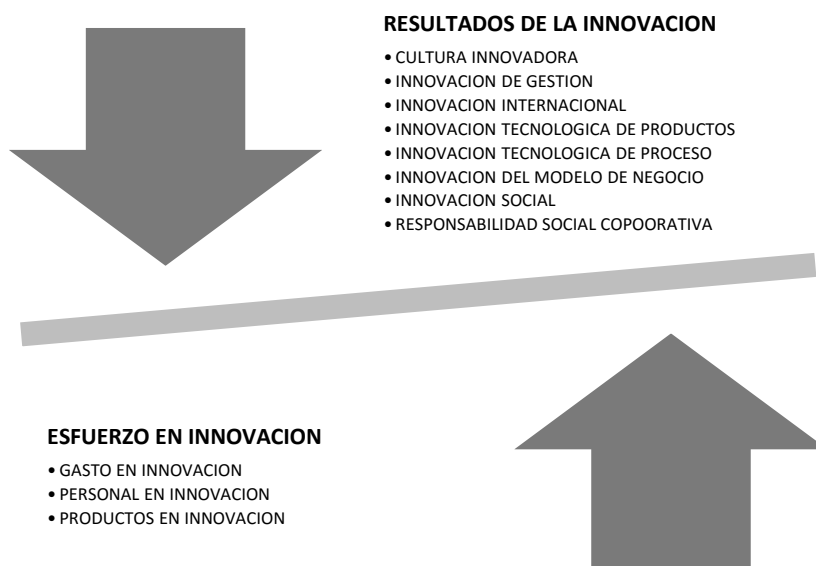 RESULTADOS DE LA INNOVACION
• CULTURA INNOVADORA
• INNOVACION DE GESTION
• INNOVACION INTERNACIONAL
• INNOVACION TECNOLOGICA DE PRODUCTOS
• INNOVACION TECNOLOGICA DE PROCESO
• INNOVACION DEL MODELO DE NEGOCIO
• INNOVACION SOCIAL
• RESPONSABILIDAD SOCIAL COPOORATIVA
ESFUERZO EN INNOVACION
• GASTO EN INNOVACION
• PERSONAL EN INNOVACION
• PRODUCTOS EN INNOVACION